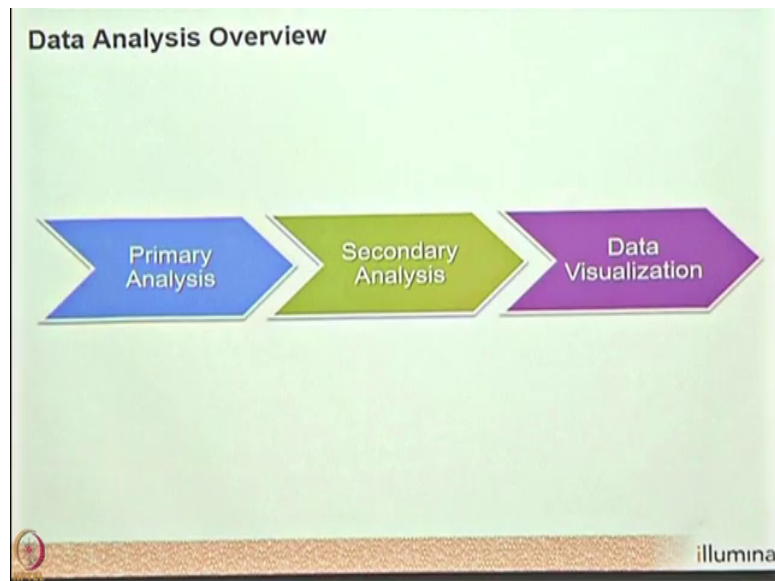 Data Analysis Overview
Primary
Analysis
Secondary
Analysis
Data
Visualization
illumina